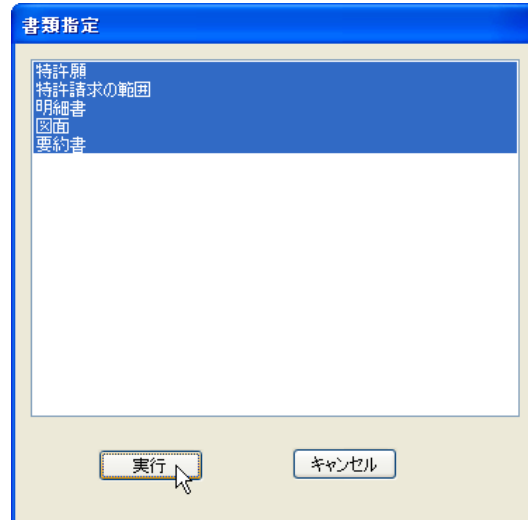 書類指定
特許願
特許請求の範囲
明細書
図面
要約書
実行
キャンセル